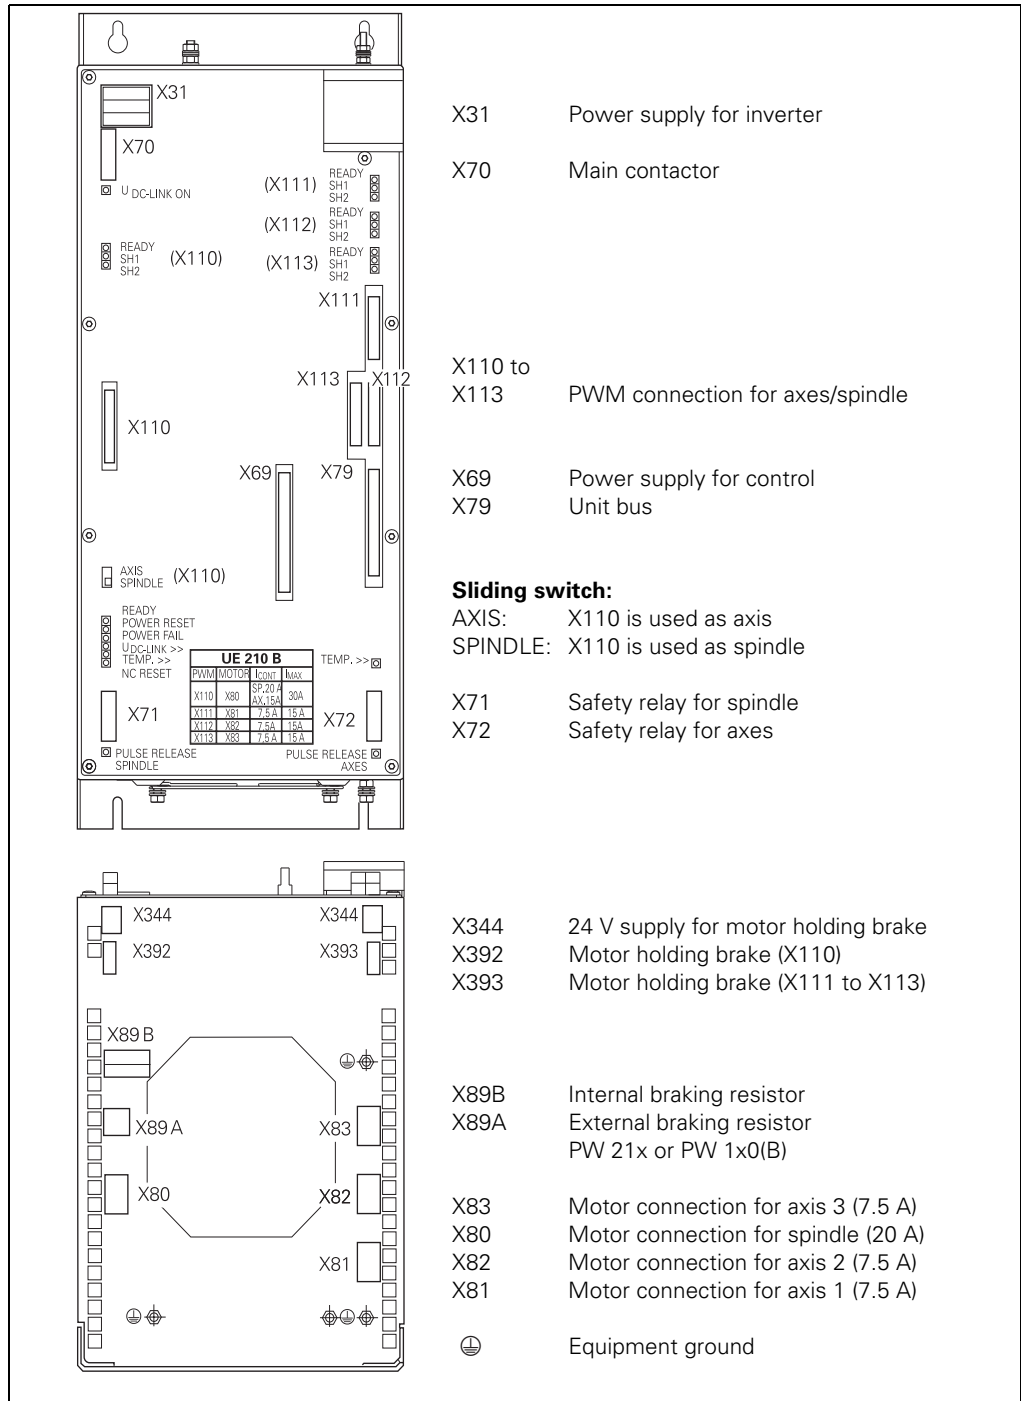 X31
X31 Power supply for inverter
X70
X70 Main contactor
U DC-LINK ON
(X111) READY
SH1
SH2
(X112) READY
SH1
SH2
(X113) READY
SH1
SH2
READY
SH1
SH2
(X110)
X111
X110 to
X113 PWM connection for axes/spindle
X113 X112
X110
X69 X79
X69 Power supply for control
X79 Unit bus
AXIS
SPINDLE
(X110)
Sliding switch:
AXIS: X110 is used as axis
SPINDLE: X110 is used as spindle
READY
POWER RESET
POWER FAIL
UDC-LINK >>
TEMP. >>
NC RESET
UE 210 B
PWM MOTOR ICONT IMAX
X110 X80 SP.20 A
AX.15A 30A
X111 X81 7,5 A 15 A
X112 X82 7,5A 15A
X113 X83 7,5 A 15 A
TEMP. >>
X71 X72
X71 Safety relay for spindle
X72 Safety relay for axes
PULSE RELEASE
SPINDLE
PULSE RELEASE
AXES
X344 X344
X392 X393
X344 24 V supply for motor holding brake
X392 Motor holding brake (X110)
X393 Motor holding brake (X111 to X113)
X89 B
X89 A X83
X80 X82
X81
X89B Internal braking resistor
X89A External braking resistor
PW 21x or PW 1x0(B)
X83 Motor connection for axis 3 (7.5 A)
X80 Motor connection for spindle (20 A)
X82 Motor connection for axis 2 (7.5 A)
X81 Motor connection for axis 1 (7.5 A)
Equipment ground